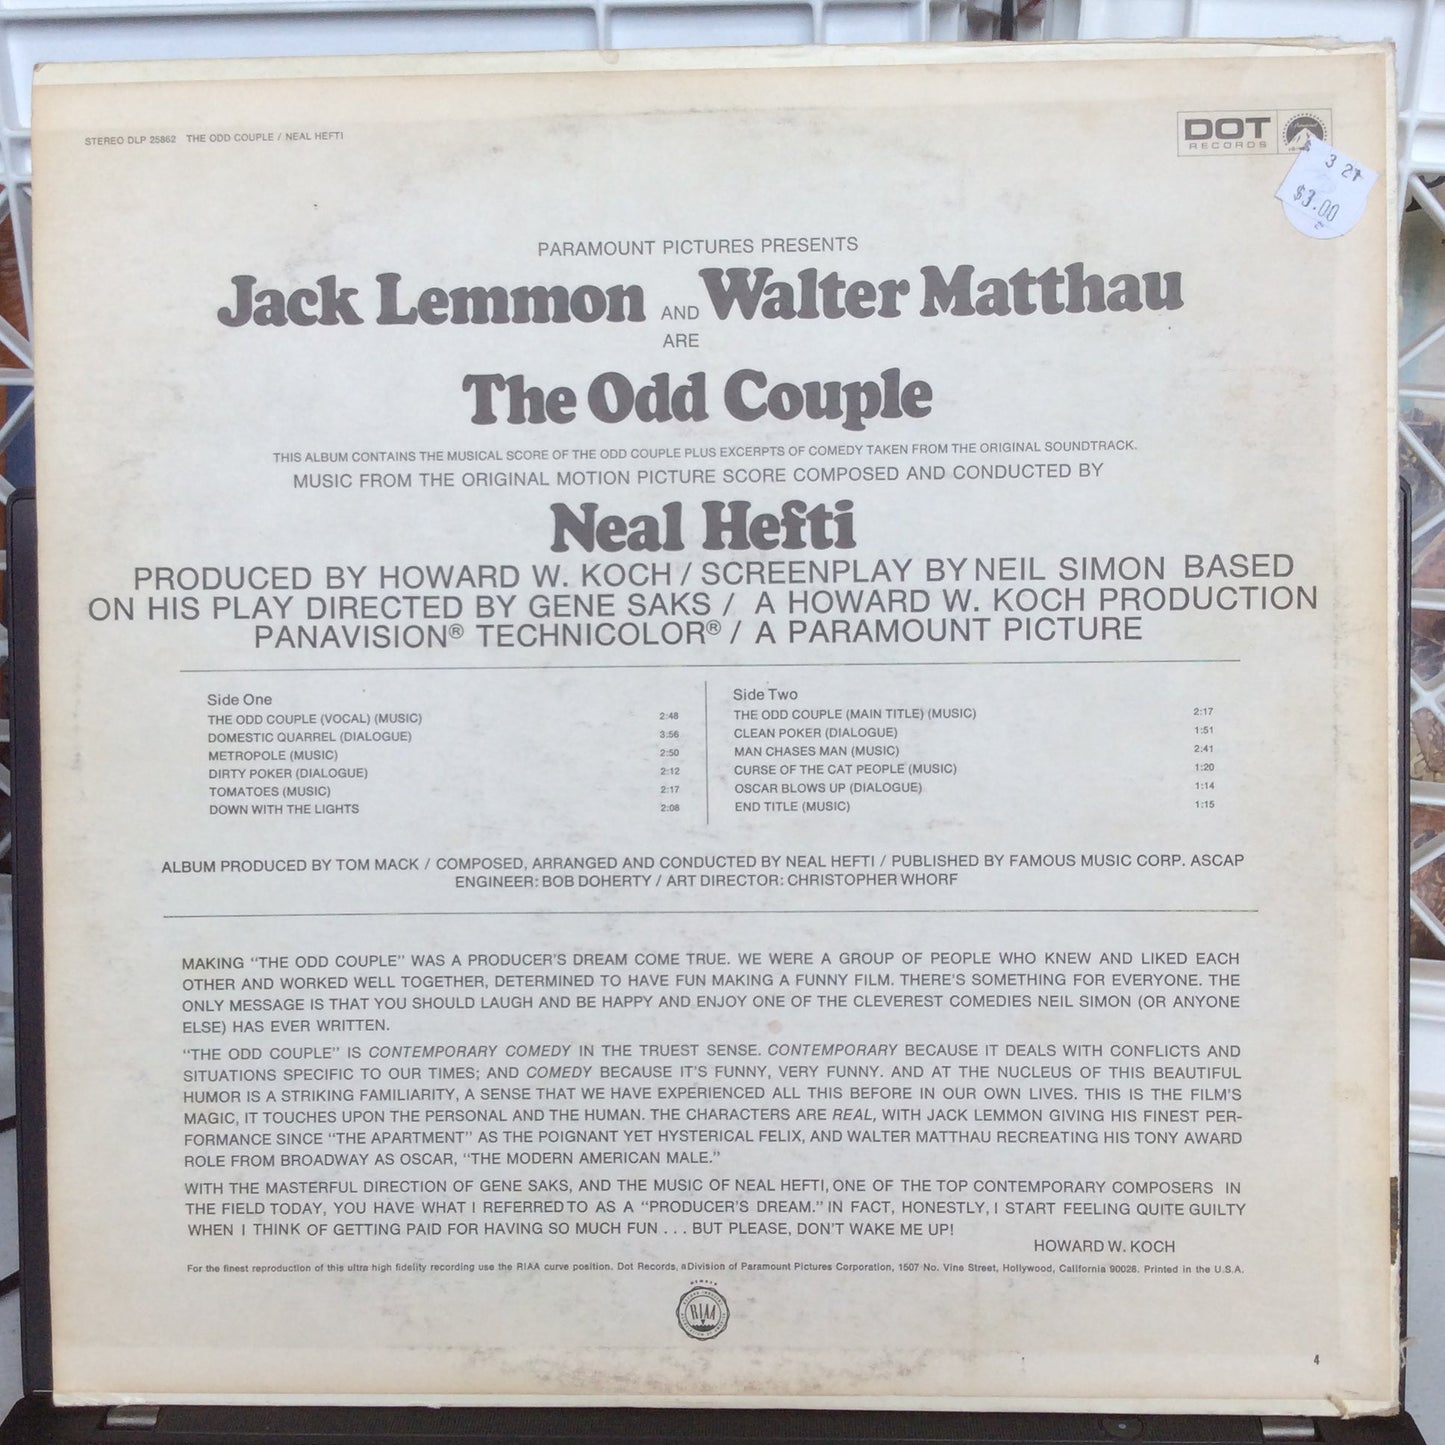 STEREO DLP 25862 THE ODD COUPLE / NEAL HEFTI
DOT
RECORDS
Paramount
3 27
$3.00
PARAMOUNT PICTURES PRESENTS
Jack Lemmon AND Walter Matthau
ARE
The Odd Couple
THIS ALBUM CONTAINS THE MUSICAL SCORE OF THE ODD COUPLE PLUS EXCERPTS OF COMEDY TAKEN FROM THE ORIGINAL SOUNDTRACK.
MUSIC FROM THE ORIGINAL MOTION PICTURE SCORE COMPOSED AND CONDUCTED BY
Neal Hefti
PRODUCED BY HOWARD W. KOCH / SCREENPLAY BY NEIL SIMON BASED
ON HIS PLAY DIRECTED BY GENE SAKS / A HOWARD W. KOCH PRODUCTION
PANAVISION® TECHNICOLOR® / A PARAMOUNT PICTURE
Side One
THE ODD COUPLE (VOCAL) (MUSIC) 2:48
DOMESTIC QUARREL (DIALOGUE) 3:56
METROPOLE (MUSIC) 2:50
DIRTY POKER (DIALOGUE) 2:12
TOMATOES (MUSIC) 2:17
DOWN WITH THE LIGHTS 2:08
Side Two
THE ODD COUPLE (MAIN TITLE) (MUSIC) 2:17
CLEAN POKER (DIALOGUE) 1:51
MAN CHASES MAN (MUSIC) 2:41
CURSE OF THE CAT PEOPLE (MUSIC) 1:20
OSCAR BLOWS UP (DIALOGUE) 1:14
END TITLE (MUSIC) 1:15
ALBUM PRODUCED BY TOM MACK / COMPOSED, ARRANGED AND CONDUCTED BY NEAL HEFTI / PUBLISHED BY FAMOUS MUSIC CORP. ASCAP
ENGINEER: BOB DOHERTY / ART DIRECTOR: CHRISTOPHER WHORF
MAKING "THE ODD COUPLE" WAS A PRODUCER'S DREAM COME TRUE. WE WERE A GROUP OF PEOPLE WHO KNEW AND LIKED EACH
OTHER AND WORKED WELL TOGETHER, DETERMINED TO HAVE FUN MAKING A FUNNY FILM. THERE'S SOMETHING FOR EVERYONE. THE
ONLY MESSAGE IS THAT YOU SHOULD LAUGH AND BE HAPPY AND ENJOY ONE OF THE CLEVEREST COMEDIES NEIL SIMON (OR ANYONE
ELSE) HAS EVER WRITTEN.
"THE ODD COUPLE" IS CONTEMPORARY COMEDY IN THE TRUEST SENSE. CONTEMPORARY BECAUSE IT DEALS WITH CONFLICTS AND
SITUATIONS SPECIFIC TO OUR TIMES; AND COMEDY BECAUSE IT'S FUNNY, VERY FUNNY. AND AT THE NUCLEUS OF THIS BEAUTIFUL
HUMOR IS A STRIKING FAMILIARITY, A SENSE THAT WE HAVE EXPERIENCED ALL THIS BEFORE IN OUR OWN LIVES. THIS IS THE FILM'S
MAGIC, IT TOUCHES UPON THE PERSONAL AND THE HUMAN. THE CHARACTERS ARE REAL, WITH JACK LEMMON GIVING HIS FINEST PER-
FORMANCE SINCE "THE APARTMENT" AS THE POIGNANT YET HYSTERICAL FELIX, AND WALTER MATTHAU RECREATING HIS TONY AWARD
ROLE FROM BROADWAY AS OSCAR, "THE MODERN AMERICAN MALE."
WITH THE MASTERFUL DIRECTION OF GENE SAKS, AND THE MUSIC OF NEAL HEFTI, ONE OF THE TOP CONTEMPORARY COMPOSERS IN
THE FIELD TODAY, YOU HAVE WHAT I REFERRED TO AS A "PRODUCER'S DREAM." IN FACT, HONESTLY, I START FEELING QUITE GUILTY
WHEN I THINK OF GETTING PAID FOR HAVING SO MUCH FUN . . . BUT PLEASE, DON'T WAKE ME UP!
HOWARD W. KOCH
For the finest reproduction of this ultra high fidelity recording use the RIAA curve position. Dot Records, a Division of Paramount Pictures Corporation, 1507 No. Vine Street, Hollywood, California 90028. Printed in the U.S.A.
MEMBER
RIAA
4